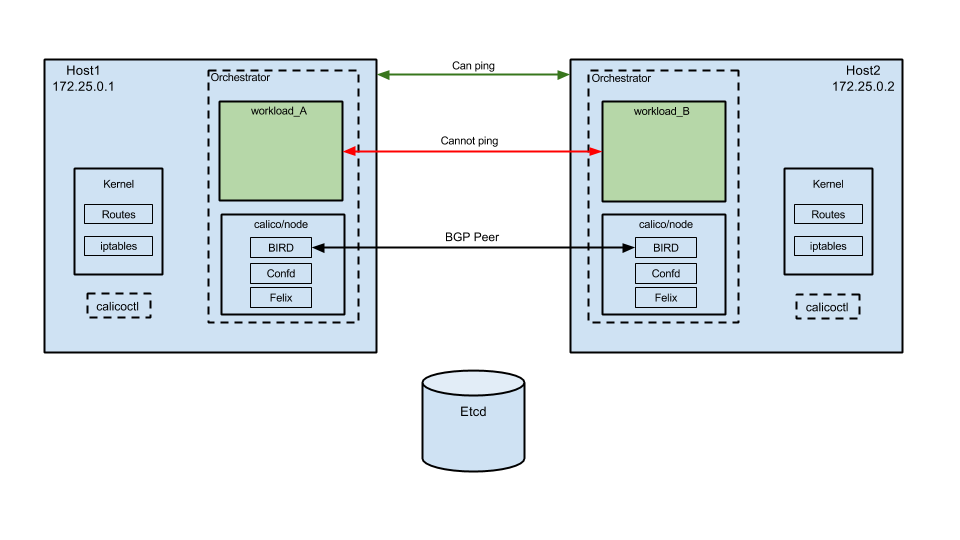 Host1
172.25.0.1
Orchestrator
workload_A
Kernel
Routes
iptables
calicoctl
calico/node
BIRD
Confd
Felix
Can ping
Cannot ping
BGP Peer
Orchestrator
workload_B
calico/node
BIRD
Confd
Felix
Host2
172.25.0.2
Kernel
Routes
iptables
calicoctl
Etcd